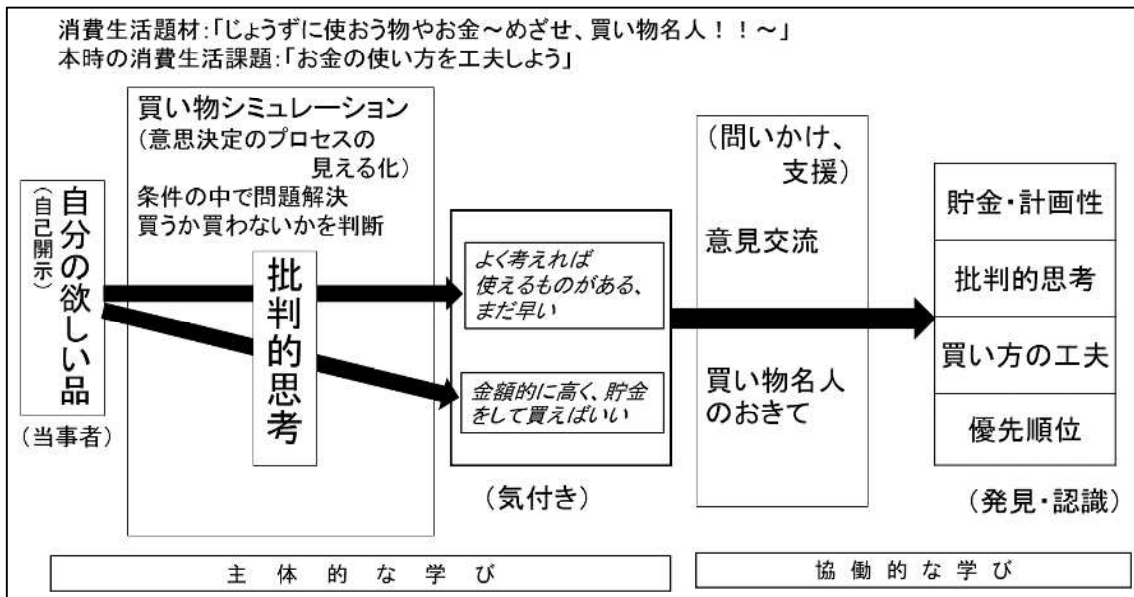 消費生活題材:「じょうずに使おう物やお金～めざせ、買い物名人！！～」
本時の消費生活課題:「お金の使い方を工夫しよう」
自分の欲しい品
(自己開示)
(当事者)
買い物シミュレーション
(意思決定のプロセスの
見える化)
条件の中で問題解決
買うか買わないかを判断
批判的思考
よく考えれば
使えるものがある、
まだ早い
金額的に高く、貯金
をして買えばいい
(気付き)
(問いかけ、
支援)
意見交流
買い物名人
のおきて
貯金・計画性
批判的思考
買い方の工夫
優先順位
(発見・認識)
主体的な学び
協働的な学び